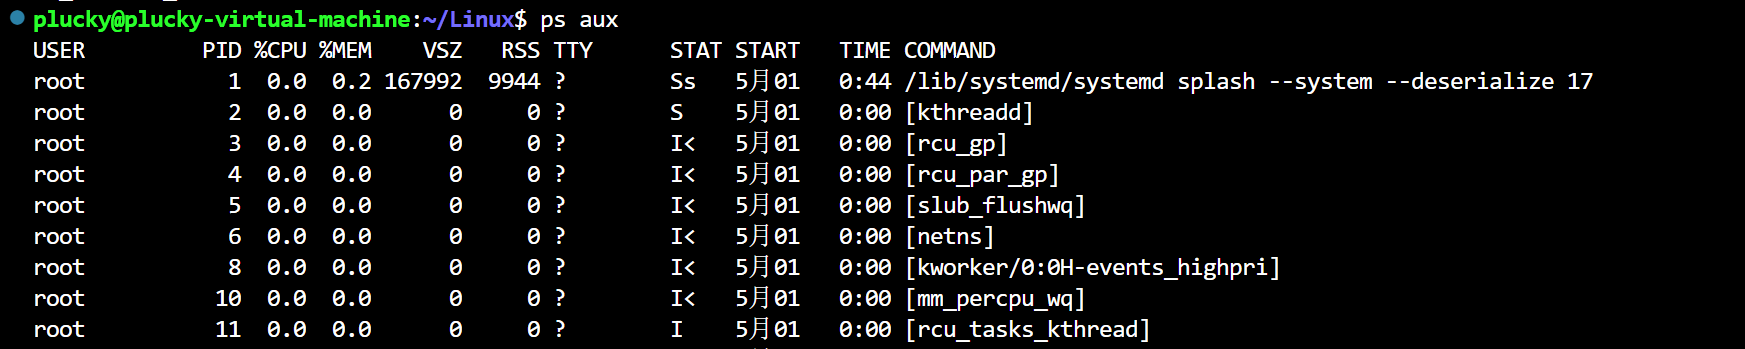 plucky@plucky-virtual-machine:~/Linux$ ps aux
USER PID %CPU %MEM VSZ RSS TTY STAT START TIME COMMAND
root 1 0.0 0.2 167992 9944 ? Ss 5月01 0:44 /lib/systemd/systemd splash --system --deserialize 17
root 2 0.0 0.0 0 0 ? S 5月01 0:00 [kthreadd]
root 3 0.0 0.0 0 0 ? I< 5月01 0:00 [rcu_gp]
root 4 0.0 0.0 0 0 ? I< 5月01 0:00 [rcu_par_gp]
root 5 0.0 0.0 0 0 ? I< 5月01 0:00 [slub_flushwq]
root 6 0.0 0.0 0 0 ? I< 5月01 0:00 [netns]
root 8 0.0 0.0 0 0 ? I< 5月01 0:00 [kworker/0:0H-events_highpri]
root 10 0.0 0.0 0 0 ? I< 5月01 0:00 [mm_percpu_wq]
root 11 0.0 0.0 0 0 ? I 5月01 0:00 [rcu_tasks_kthread]